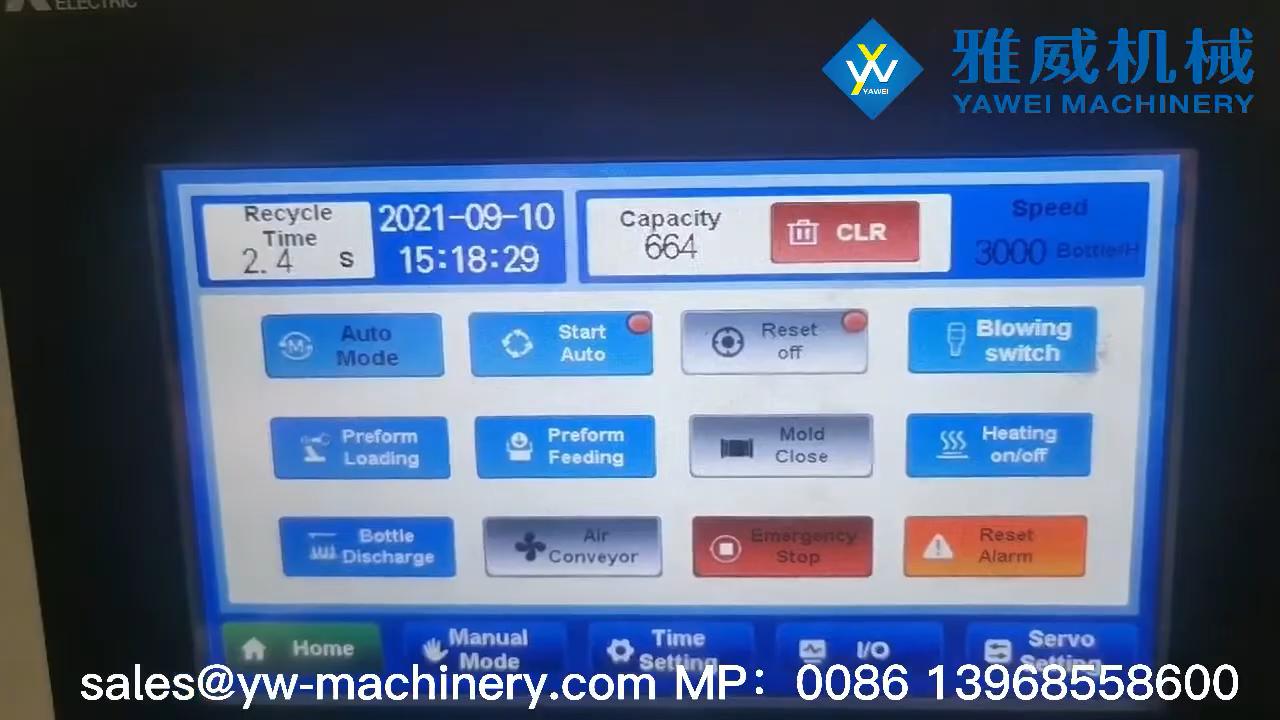 ELECTRIC
雅威机械
YAWEI MACHINERY
YW
YAWEI
Recycle
Time
2.4 S
2021-09-10
15:18:29
Capacity
664
CLR
Speed
3000 Bottle/H
Auto
Mode
Start
Auto
Reset
off
Blowing
switch
Preform
Loading
Preform
Feeding
Mold
Close
Heating
on/off
Bottle
Discharge
Air
Conveyor
Emergency
Stop
Reset
Alarm
Home
Manual
Mode
Time
Setting
I/O
Servo
Setting
sales@yw-machinery.com MP：0086 13968558600